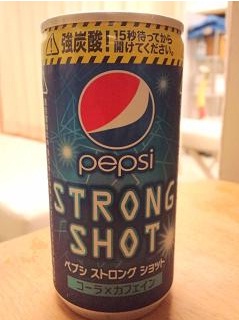 強炭酸! 15秒待ってから
開けてください。
pepsi
STRONG
SHOT
ペプシ ストロング ショット
コーラ×カフェイン